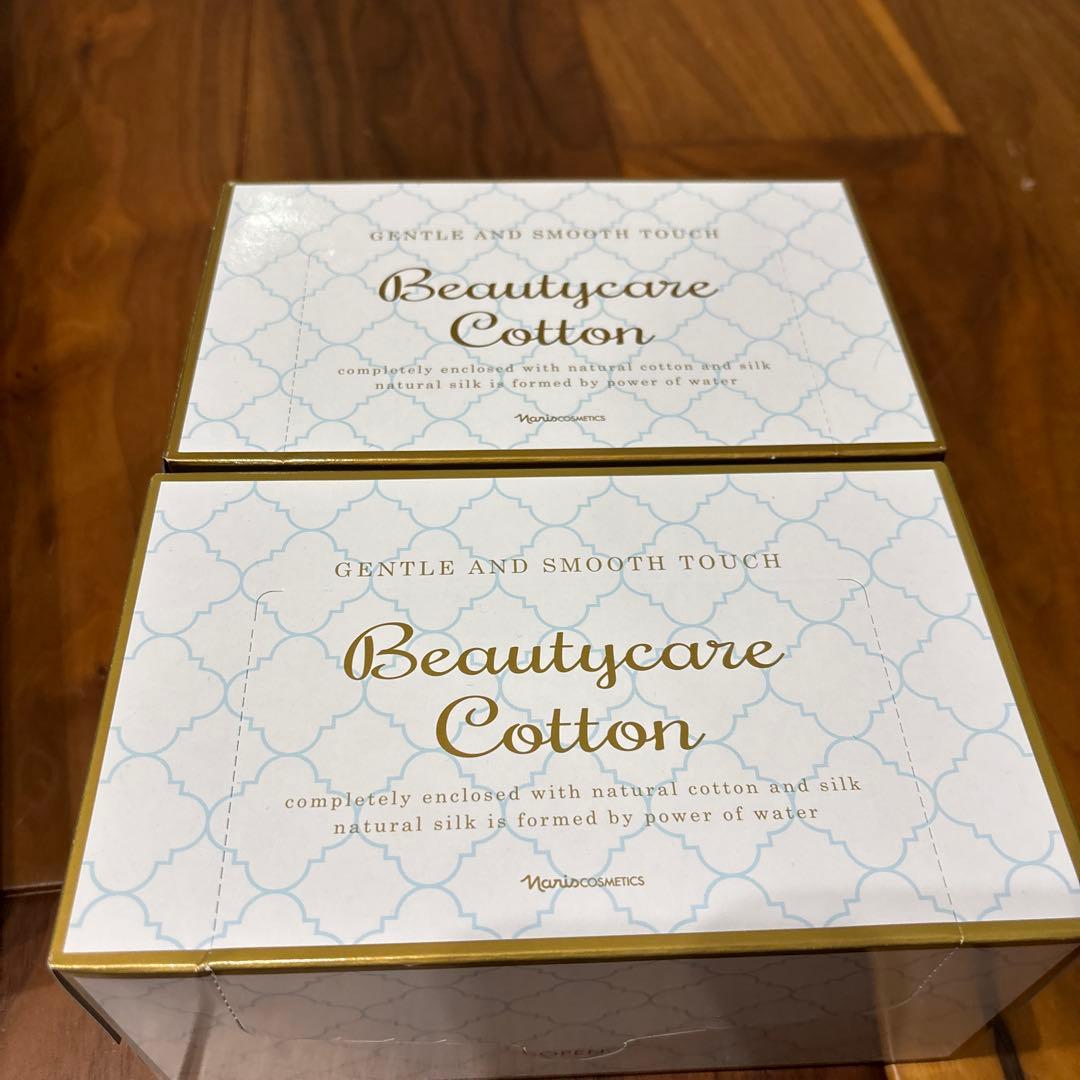 GENTLE AND SMOOTH TOUCH
Beautycare
Cotton
completely enclosed with natural cotton and silk
natural silk is formed by power of water
NarisCOSMETICS
GENTLE AND SMOOTH TOUCH
Beautycare
Cotton
completely enclosed with natural cotton and silk
natural silk is formed by power of water
NarisCOSMETICS
OPEN